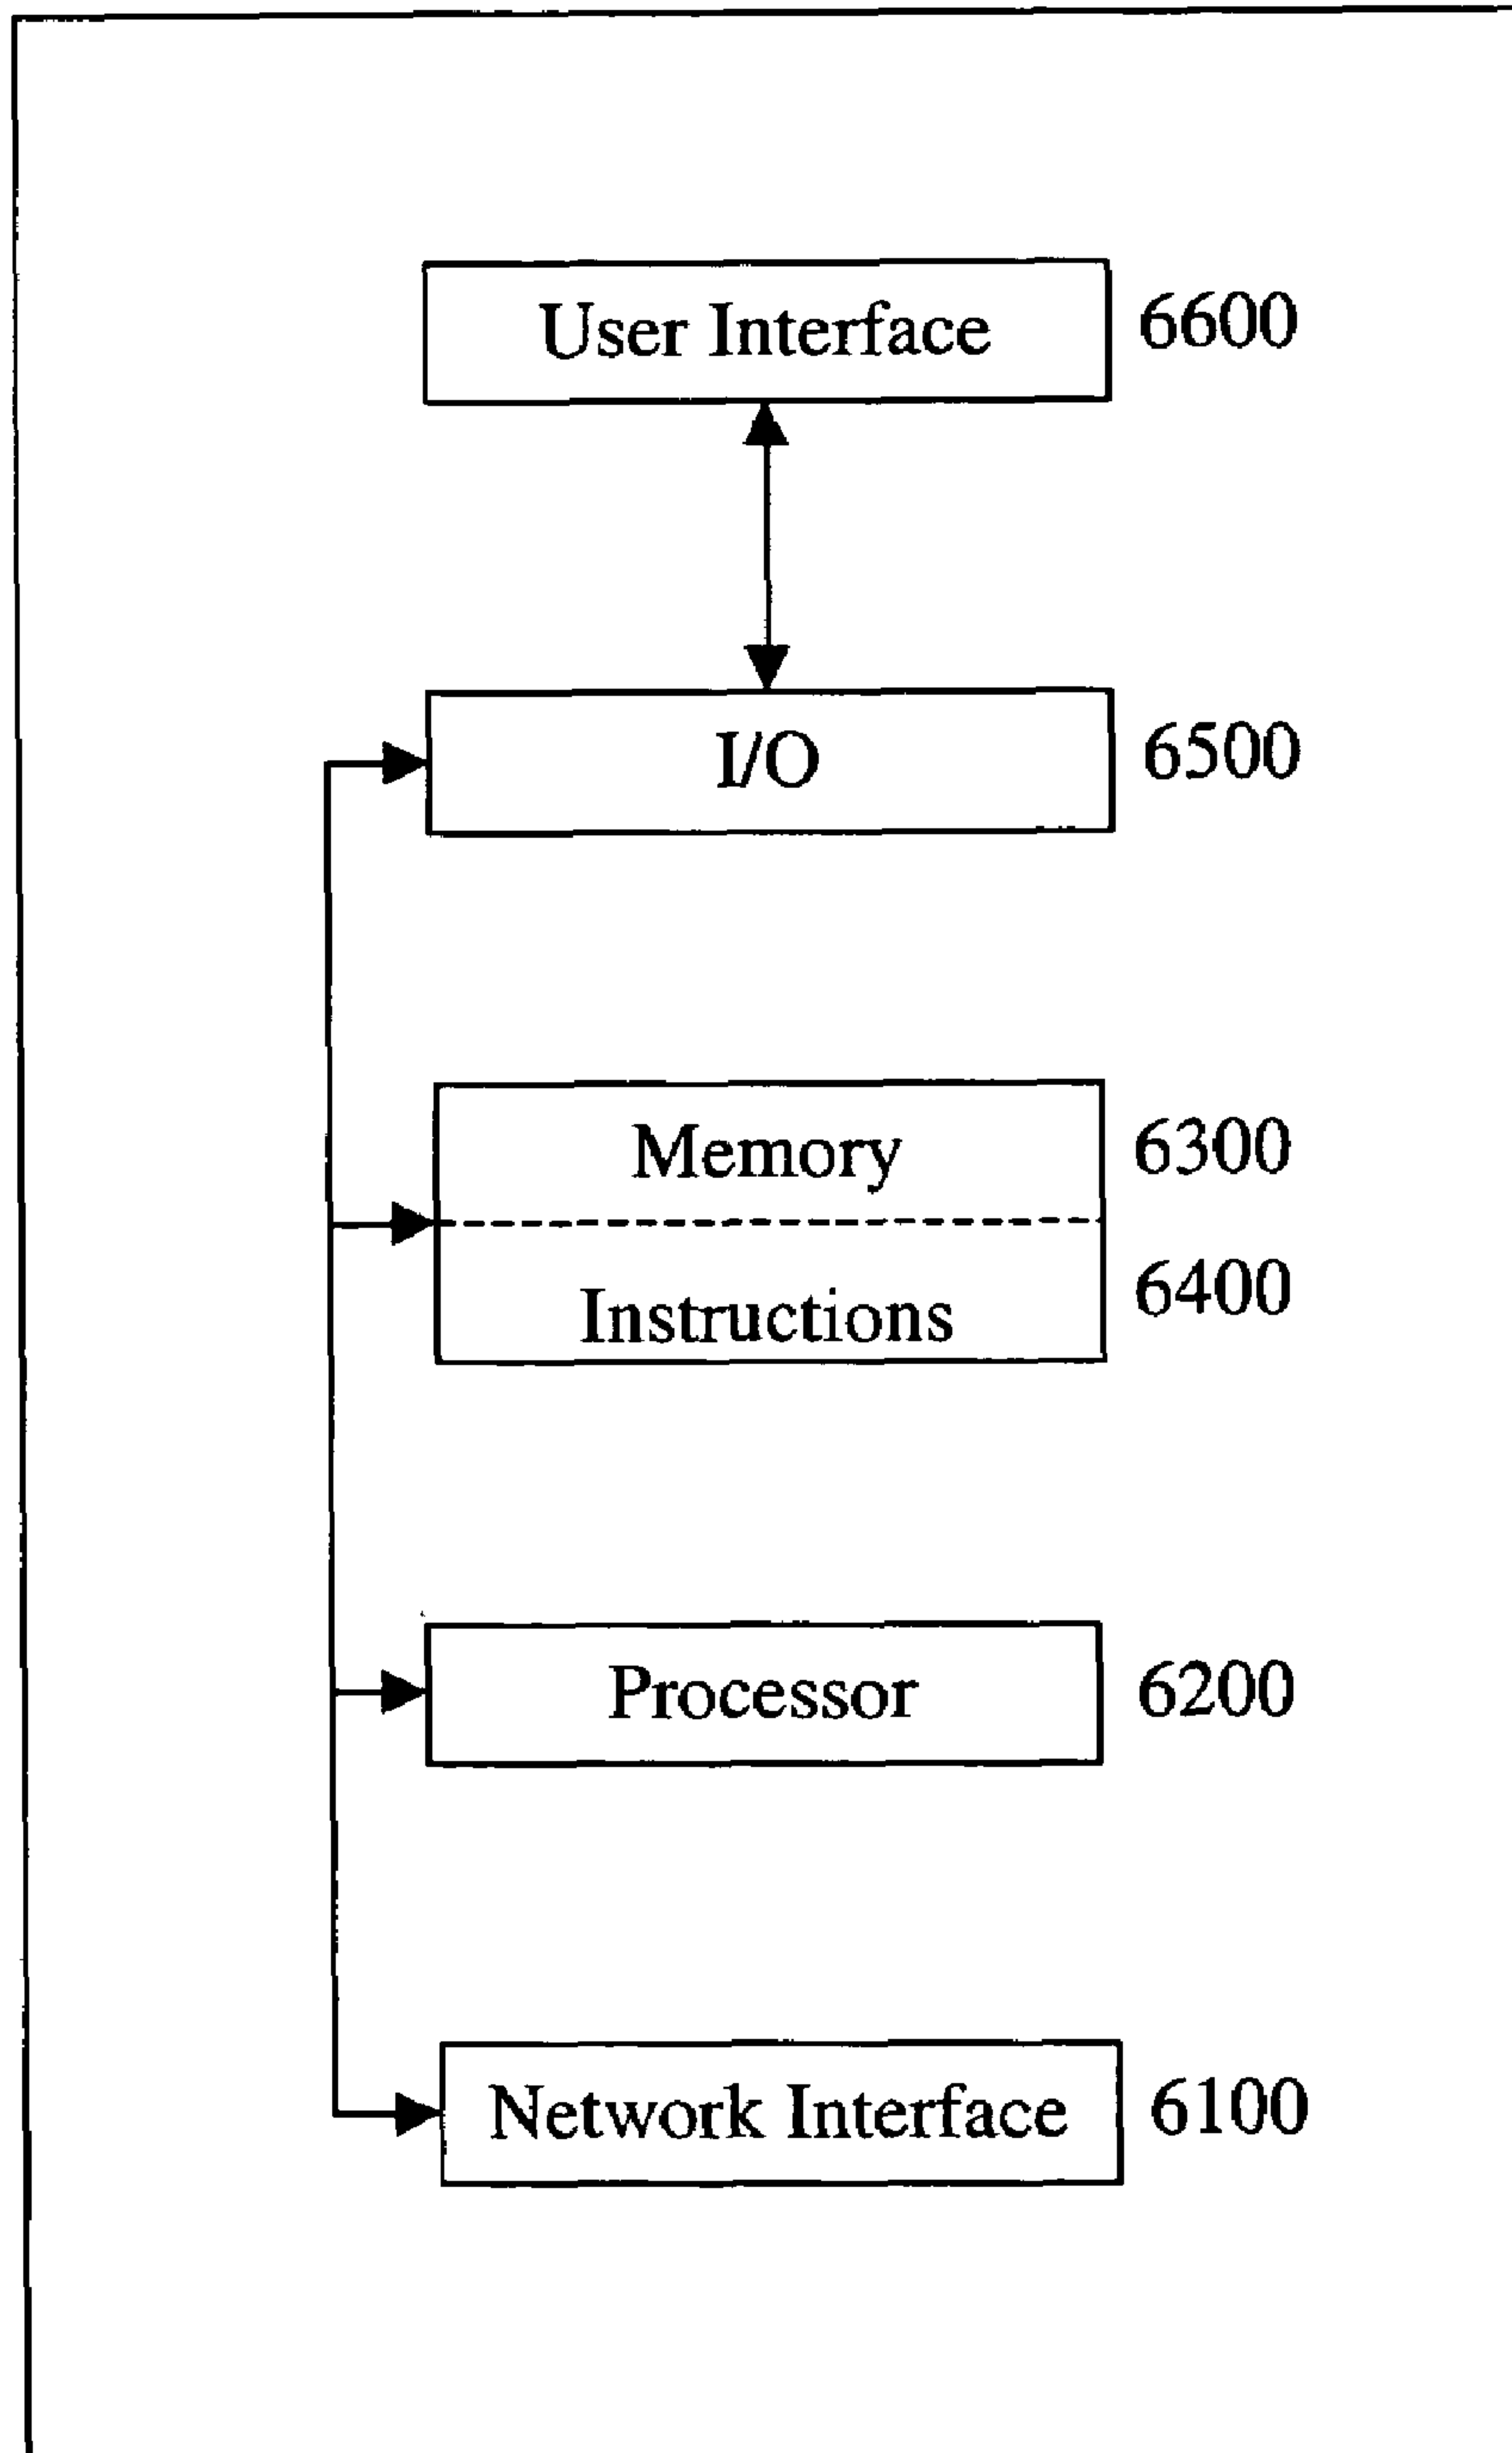 User Interface 6600
I/O 6500
Memory 6300
Instructions 6400
Processor 6200
Network Interface 6100